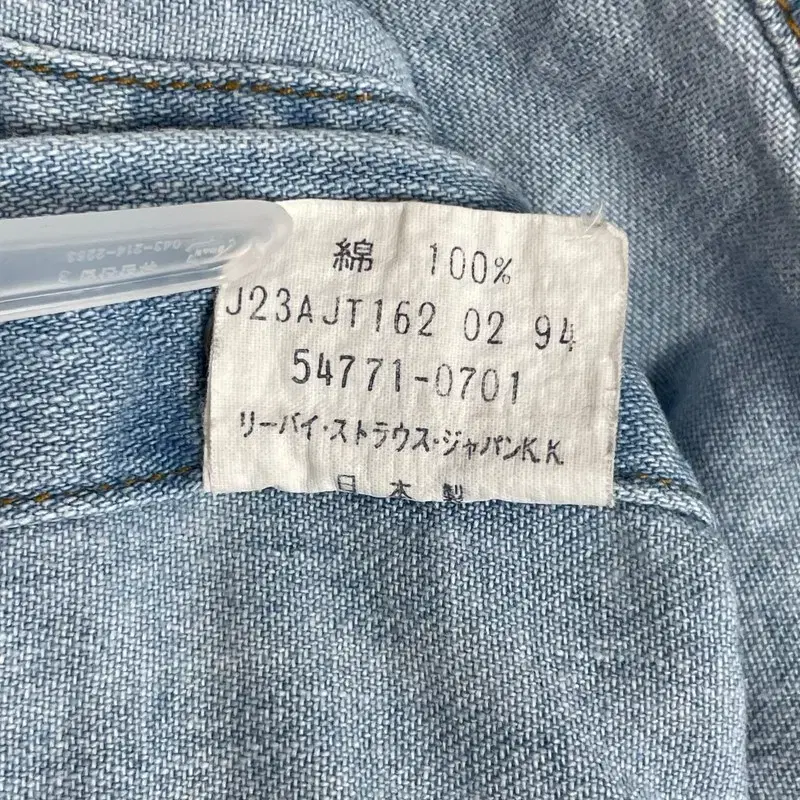 綿 100%
J23AJT162 02 94
54771-0701
リーバイ・ストラウス・ジャパンK.K.
日本製